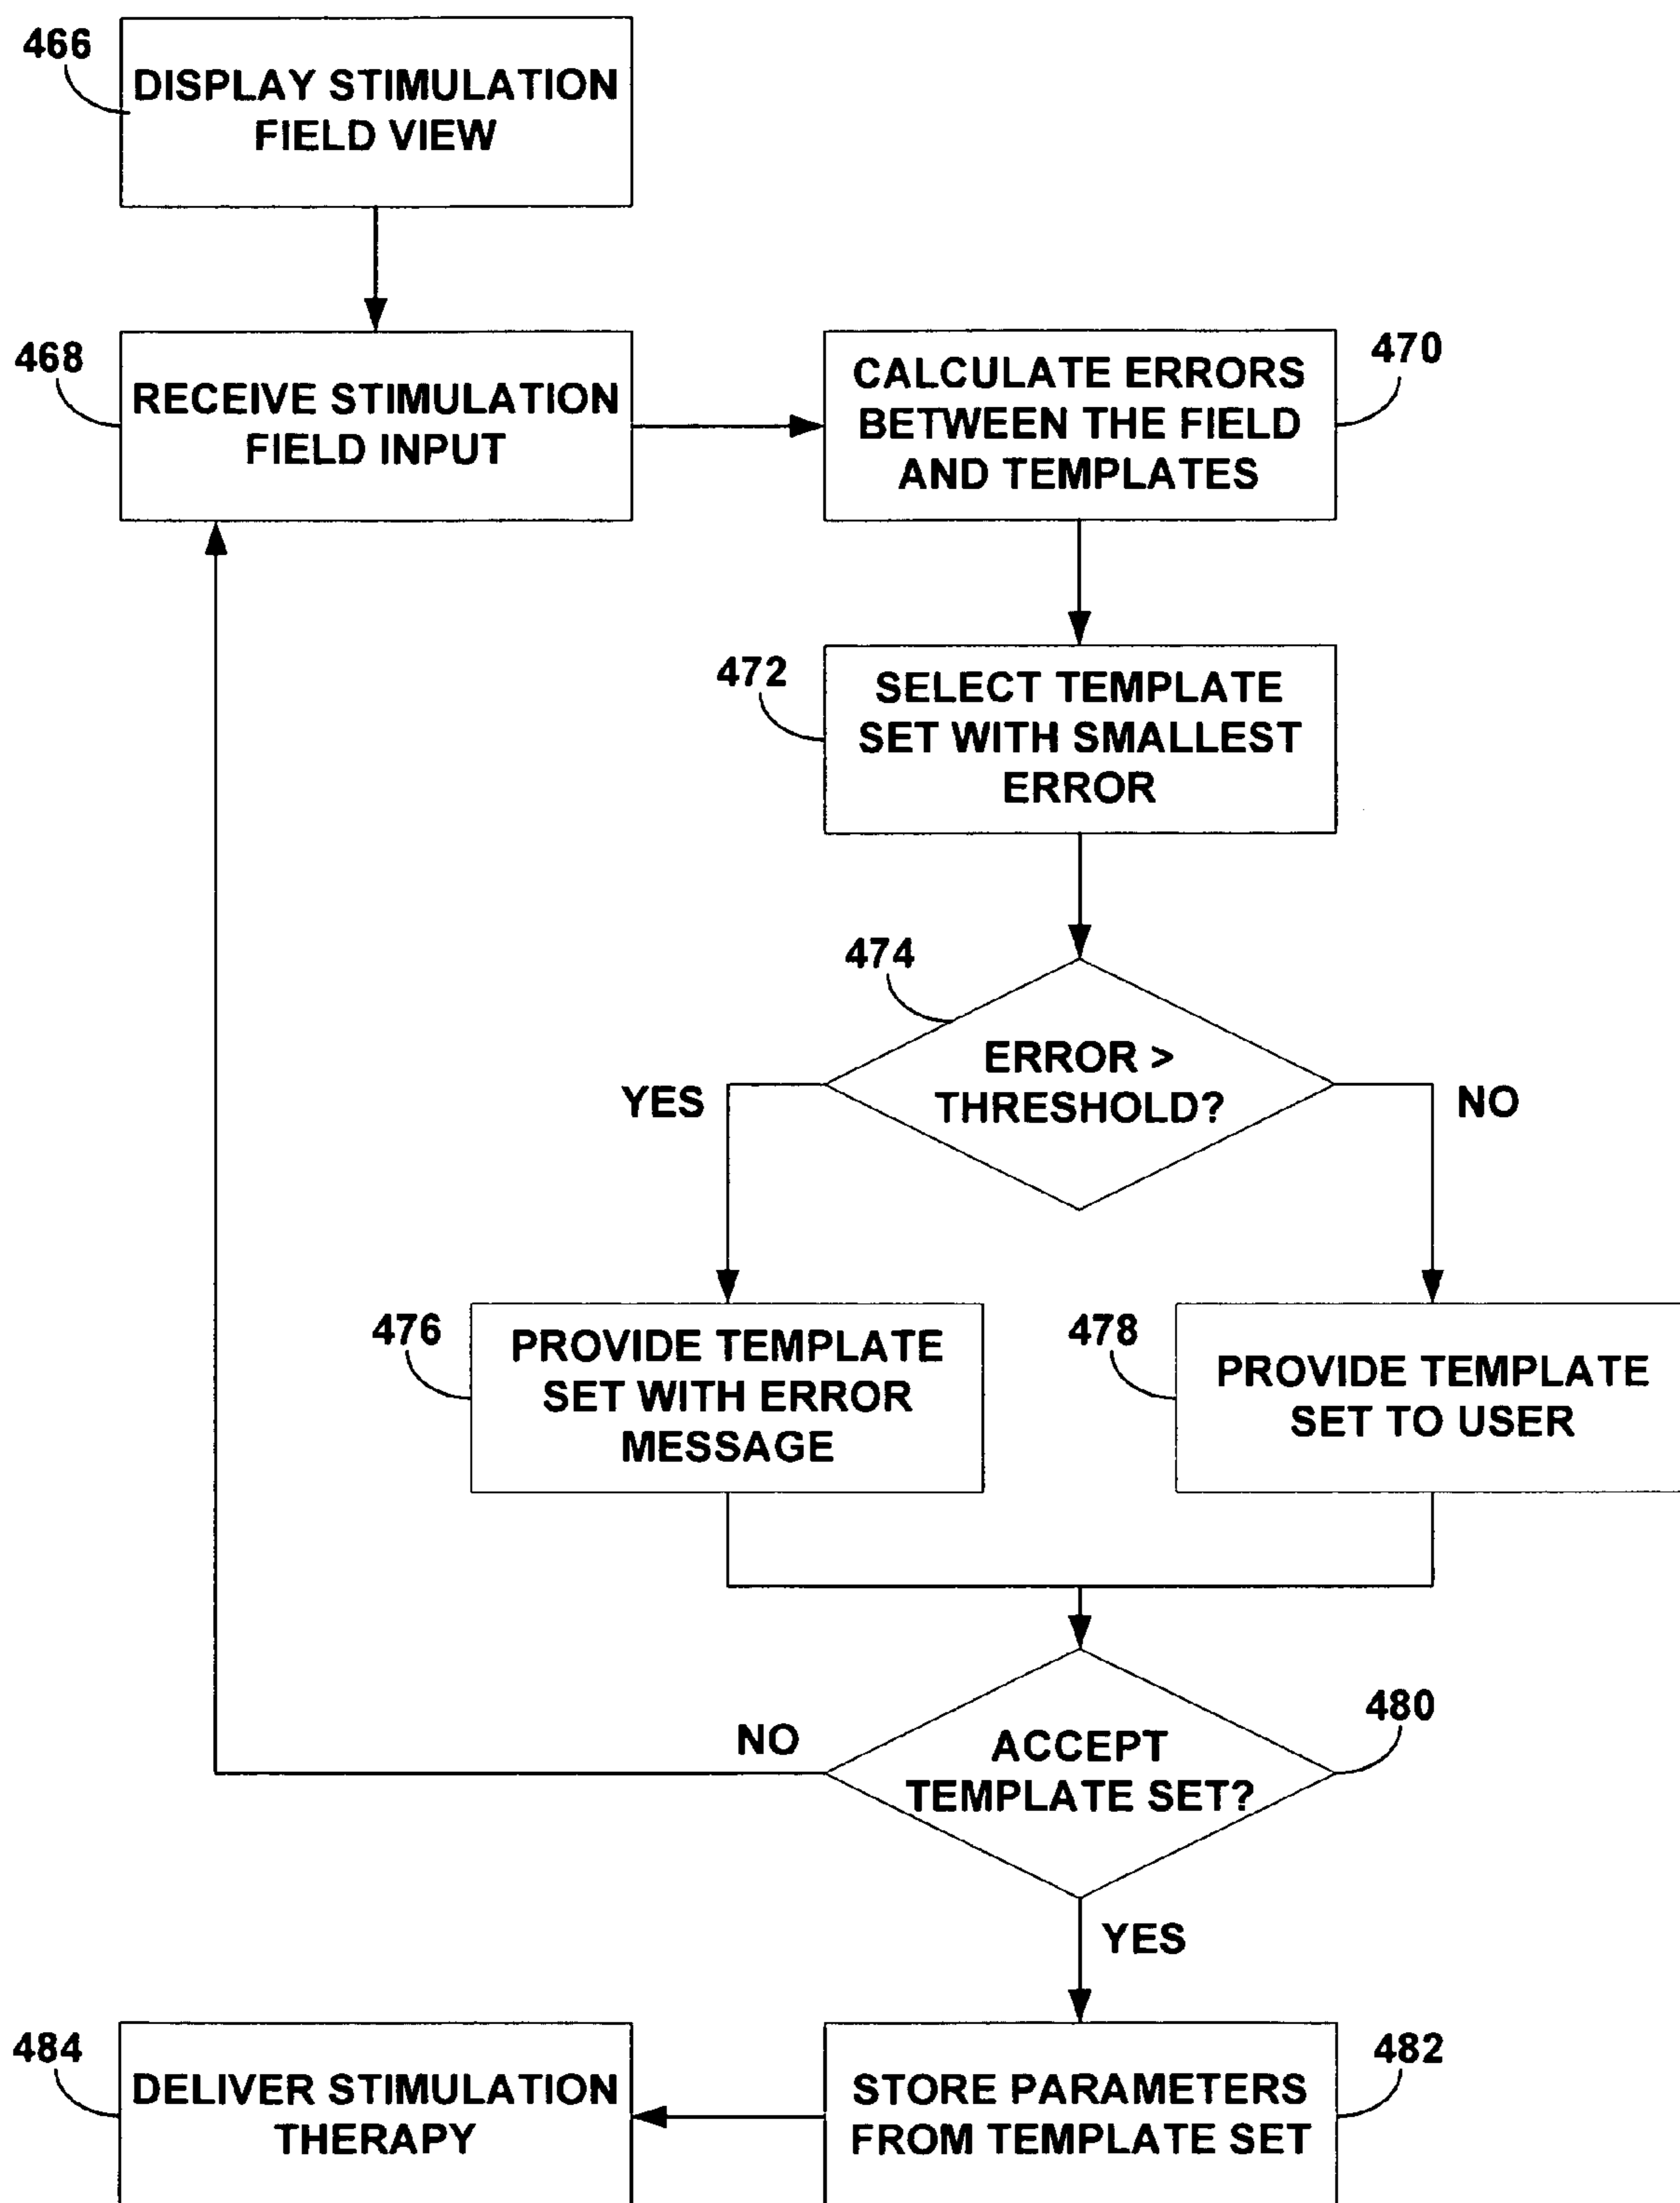 466
DISPLAY STIMULATION
FIELD VIEW
468
RECEIVE STIMULATION
FIELD INPUT
470
CALCULATE ERRORS
BETWEEN THE FIELD
AND TEMPLATES
472
SELECT TEMPLATE
SET WITH SMALLEST
ERROR
474
ERROR >
THRESHOLD?
YES
NO
476
PROVIDE TEMPLATE
SET WITH ERROR
MESSAGE
478
PROVIDE TEMPLATE
SET TO USER
480
ACCEPT
TEMPLATE SET?
NO
YES
482
STORE PARAMETERS
FROM TEMPLATE SET
484
DELIVER STIMULATION
THERAPY